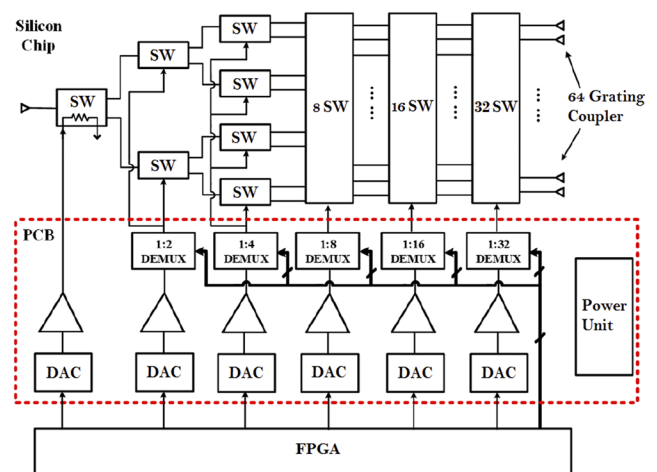 Silicon
Chip
SW
SW
SW
SW
SW
SW
SW
8 SW
16 SW
32 SW
64 Grating
Coupler
PCB
1:2
DEMUX
1:4
DEMUX
1:8
DEMUX
1:16
DEMUX
1:32
DEMUX
Power
Unit
DAC
DAC
DAC
DAC
DAC
DAC
FPGA